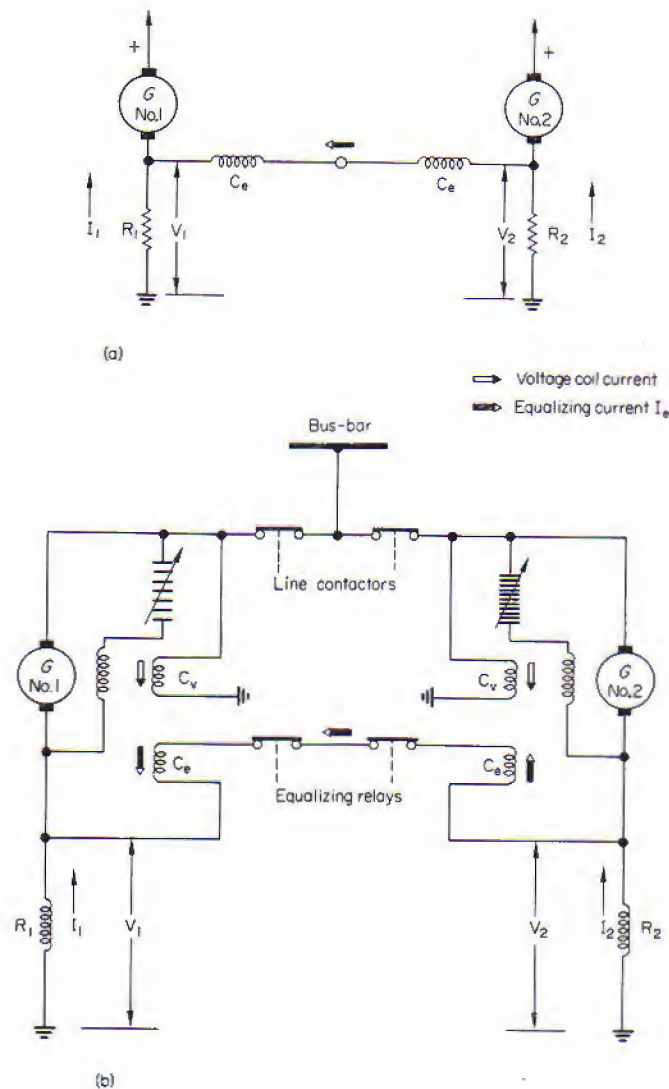 +
+
G
No.1
G
No.2
Ce
Ce
I1
R1
V1
V2
R2
I2
(a)
Voltage coil current
Equalizing current Ie
Bus-bar
Line contactors
G
No.1
Cv
Cv
G
No.2
Ce
Ce
Equalizing relays
R1
I1
V1
V2
I2
R2
(b)